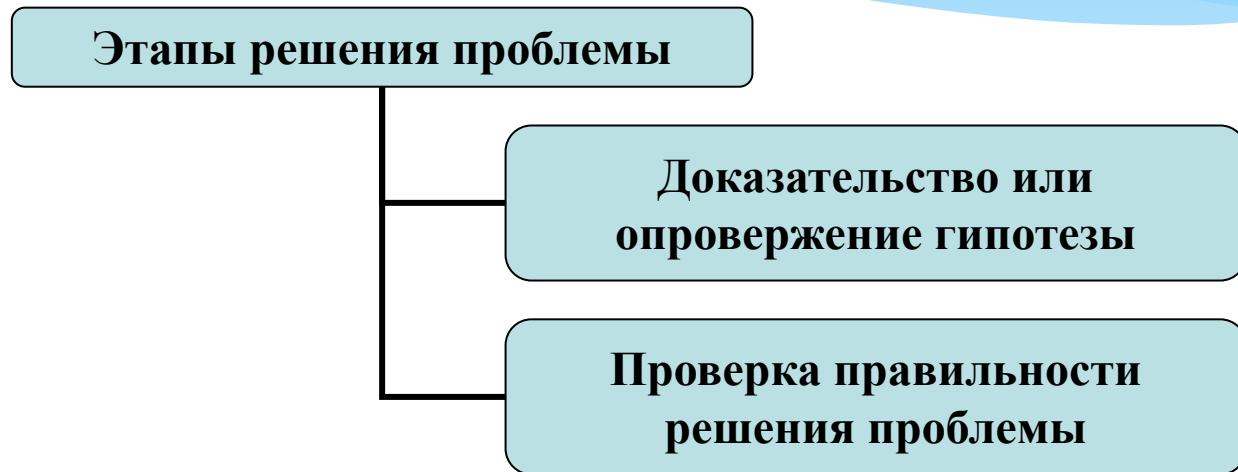 Этапы решения проблемы
Доказательство или
опровержение гипотезы
Проверка правильности
решения проблемы